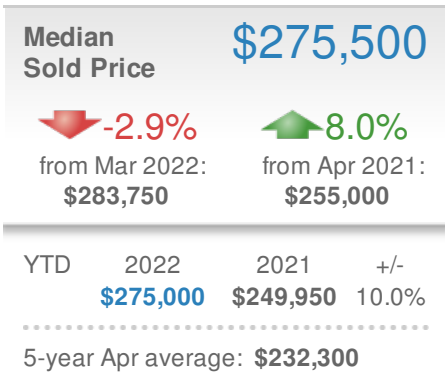 Median
Sold Price
$275,500
-2.9%
from Mar 2022:
$283,750
8.0%
from Apr 2021:
$255,000
YTD 2022 2021 +/-
$275,000 $249,950 10.0%
5-year Apr average: $232,300